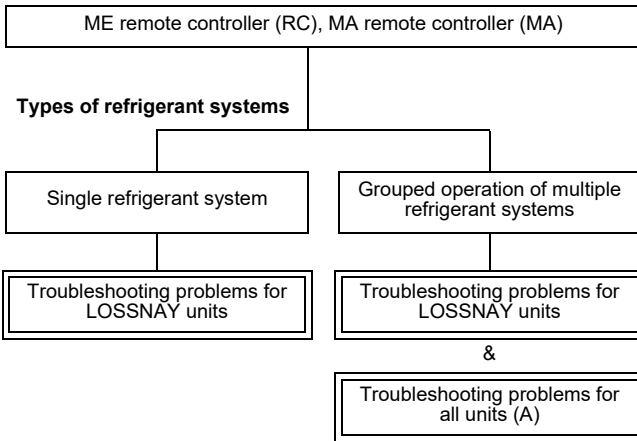 ME remote controller (RC), MA remote controller (MA)
Types of refrigerant systems
Single refrigerant system
Grouped operation of multiple
refrigerant systems
Troubleshooting problems for
LOSSNAY units
Troubleshooting problems for
LOSSNAY units
&
Troubleshooting problems for
all units (A)